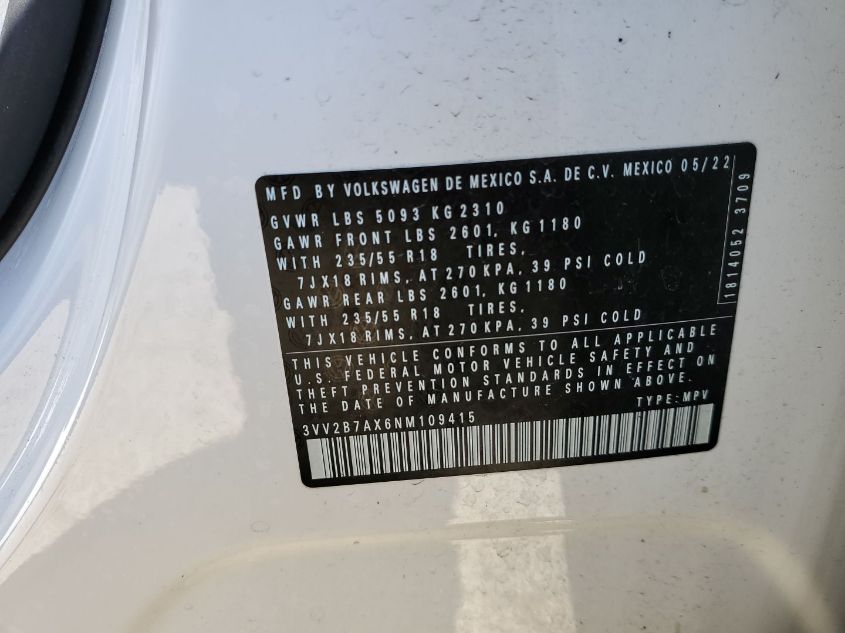 MFD BY VOLKSWAGEN DE MEXICO S.A. DE C.V. MEXICO 05/22
GVWR LBS 5093 KG 2310
GAWR FRONT LBS 2601, KG 1180
WITH 235/55 R18 TIRES,
7JX18 RIMS, AT 270 KPA, 39 PSI COLD
GAWR REAR LBS 2601, KG 1180
WITH 235/55 R18 TIRES,
7JX18 RIMS, AT 270 KPA, 39 PSI COLD
THIS VEHICLE CONFORMS TO ALL APPLICABLE
U.S. FEDERAL MOTOR VEHICLE SAFETY AND
THEFT PREVENTION STANDARDS IN EFFECT ON
THE DATE OF MANUFACTURE SHOWN ABOVE.
3VV2B7AX6NM109415 TYPE: MPV
1814052 3709